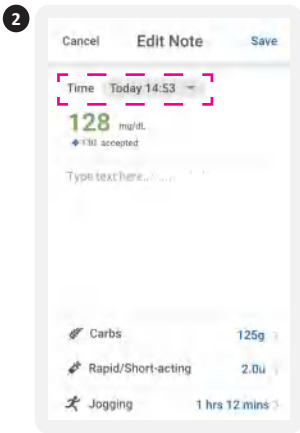 2
Cancel Edit Note Save
Time Today 14:53
128 mg/dL
130 accepted
Type text here...
Carbs 125g
Rapid/Short-acting 2.0u
Jogging 1 hrs 12 mins